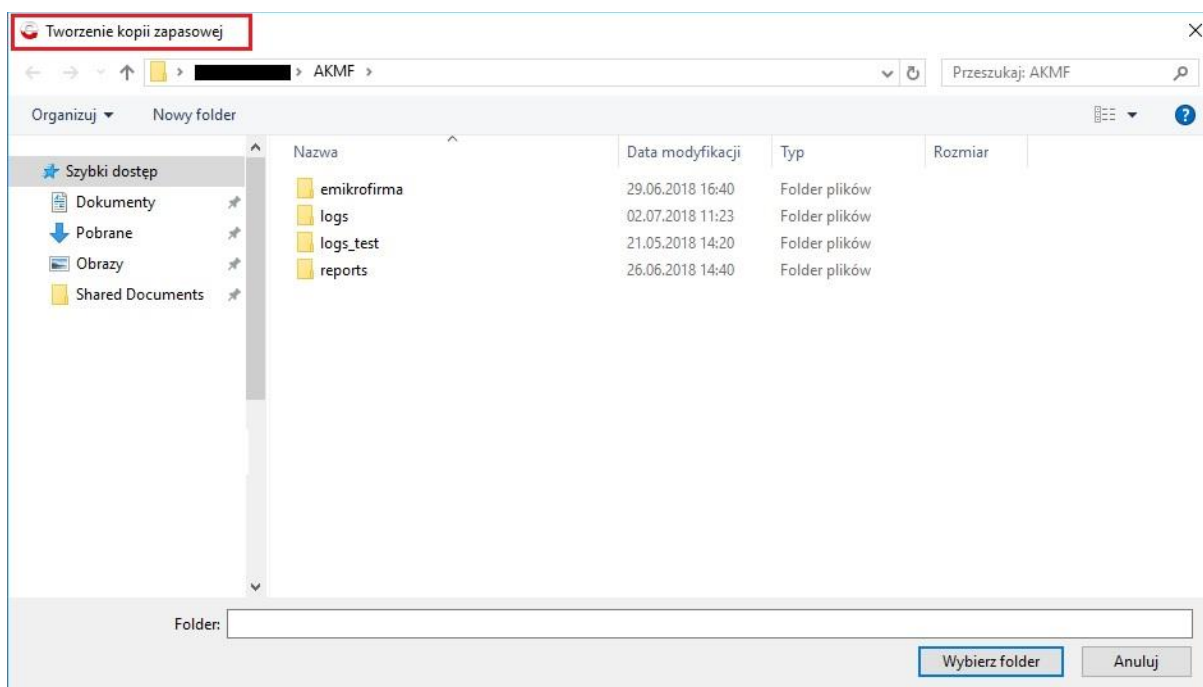 Tworzenie kopii zapasowej
AKMF
Przeszukaj: AKMF
Organizuj Nowy folder
Nazwa Data modyfikacji Typ Rozmiar
Szybki dostęp
Dokumenty
Pobrane
Obrazy
Shared Documents
emikrofirma 29.06.2018 16:40 Folder plików
logs 02.07.2018 11:23 Folder plików
logs_test 21.05.2018 14:20 Folder plików
reports 26.06.2018 14:40 Folder plików
Folder:
Wybierz folder Anuluj